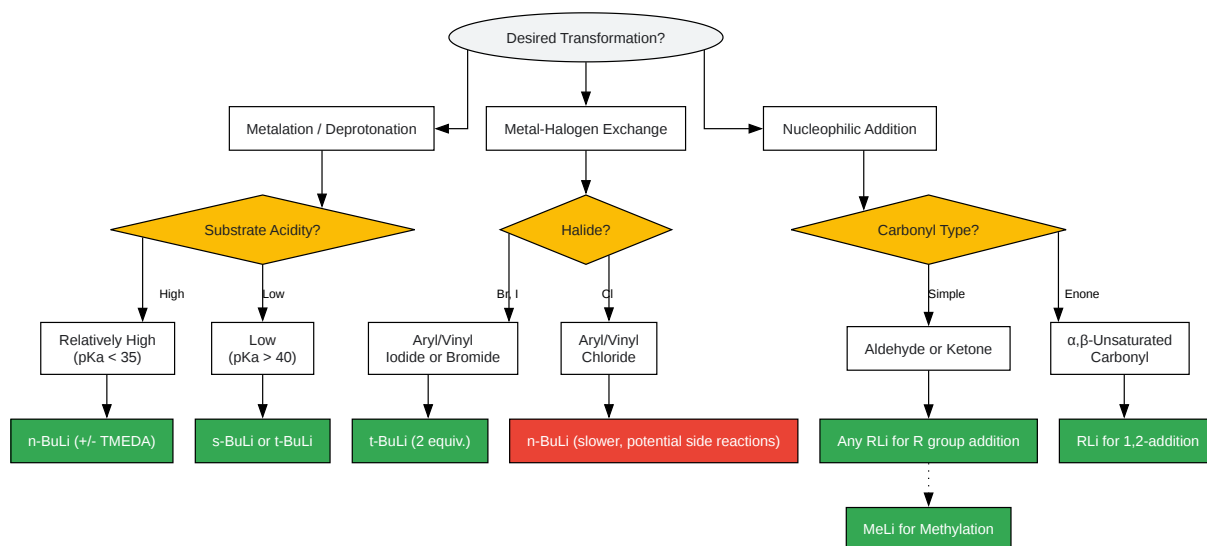 Desired Transformation?
Metalation / Deprotonation
Metal-Halogen Exchange
Nucleophilic Addition
Substrate Acidity?
Halide?
Carbonyl Type?
High
Low
Br, I
Cl
Simple
Enone
Relatively High
(pKa < 35)
Low
(pKa > 40)
Aryl/Vinyl
Iodide or Bromide
Aryl/Vinyl
Chloride
Aldehyde or Ketone
α,β-Unsaturated
Carbonyl
n-BuLi (+/- TMEDA)
s-BuLi or t-BuLi
t-BuLi (2 equiv.)
n-BuLi (slower, potential side reactions)
Any RLi for R group addition
RLi for 1,2-addition
MeLi for Methylation